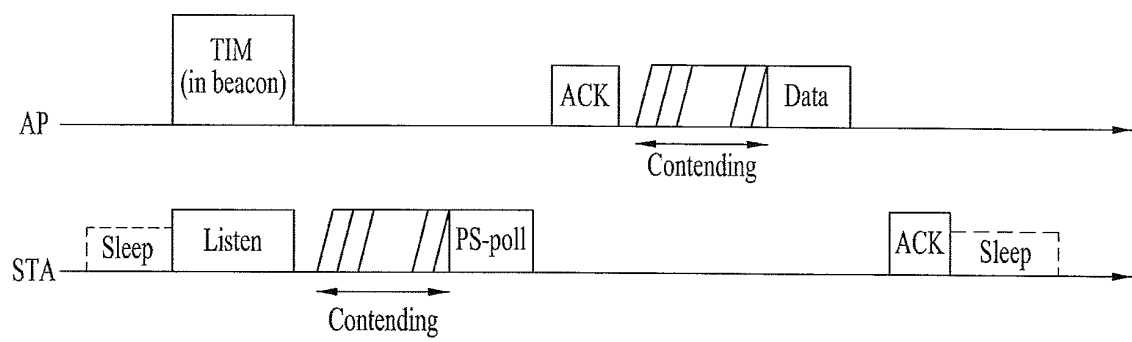 TIM
(in beacon)
ACK
Data
AP
Contending
Sleep
Listen
PS-poll
ACK
Sleep
STA
Contending